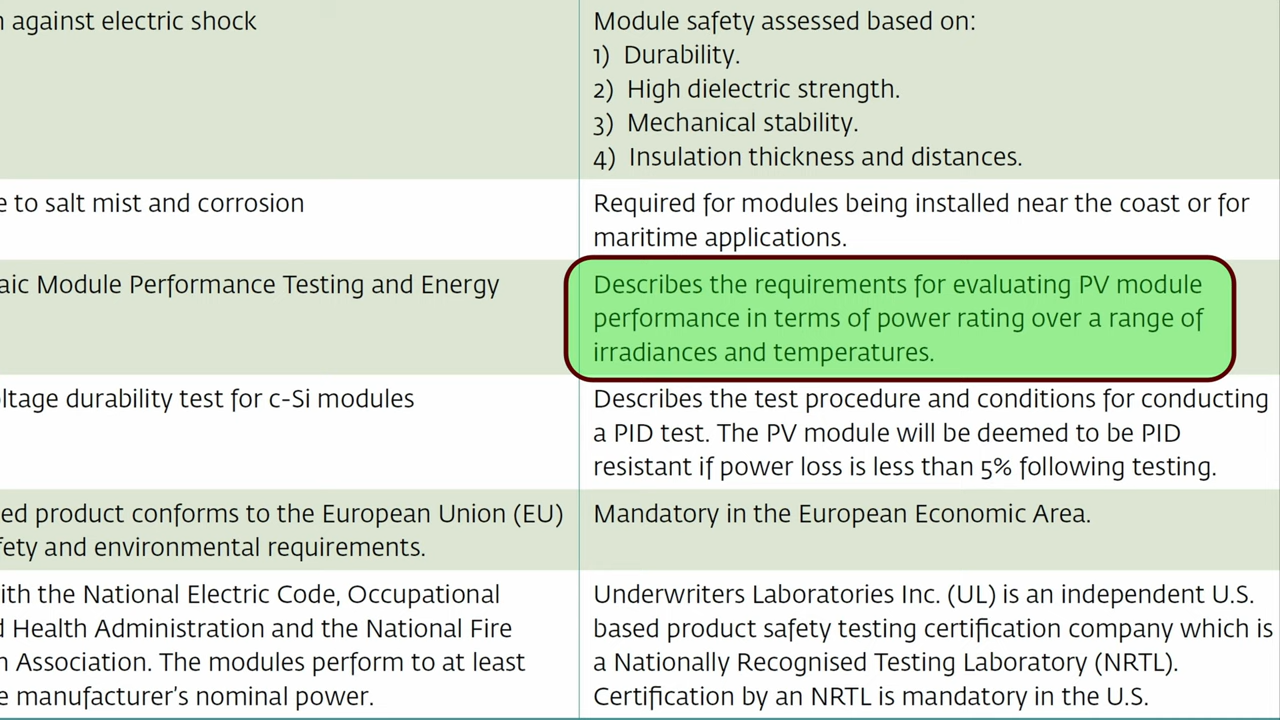 against electric shock
Module safety assessed based on:
1) Durability.
2) High dielectric strength.
3) Mechanical stability.
4) Insulation thickness and distances.
to salt mist and corrosion
Required for modules being installed near the coast or for
maritime applications.
aic Module Performance Testing and Energy
Describes the requirements for evaluating PV module
performance in terms of power rating over a range of
irradiances and temperatures.
ltage durability test for c-Si modules
Describes the test procedure and conditions for conducting
a PID test. The PV module will be deemed to be PID
resistant if power loss is less than 5% following testing.
ed product conforms to the European Union (EU)
fety and environmental requirements.
Mandatory in the European Economic Area.
ith the National Electric Code, Occupational
d Health Administration and the National Fire
n Association. The modules perform to at least
e manufacturer's nominal power.
Underwriters Laboratories Inc. (UL) is an independent U.S.
based product safety testing certification company which is
a Nationally Recognised Testing Laboratory (NRTL).
Certification by an NRTL is mandatory in the U.S.